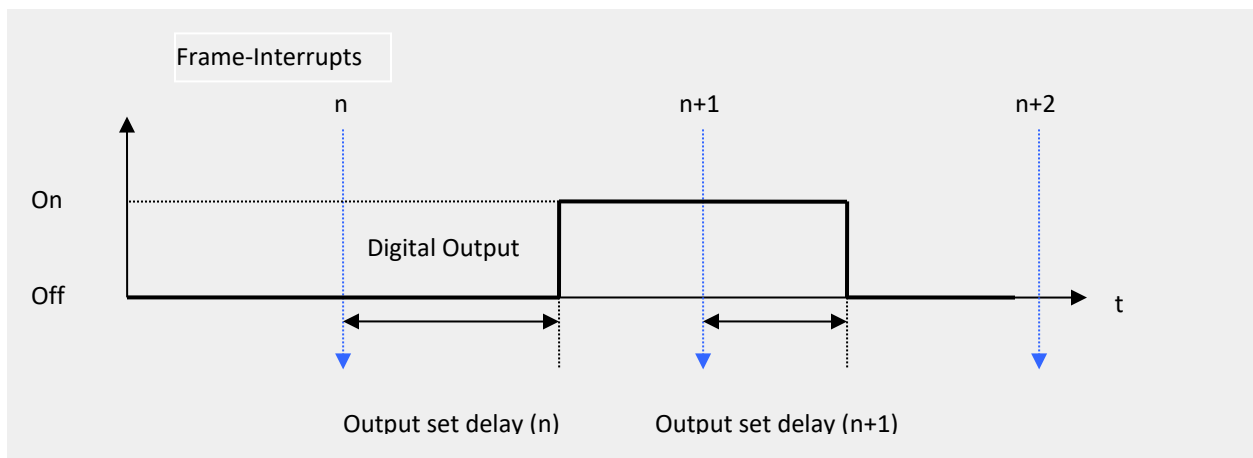 Frame-Interrupts
n
n+1
n+2
On
Digital Output
Off
t
Output set delay (n)
Output set delay (n+1)